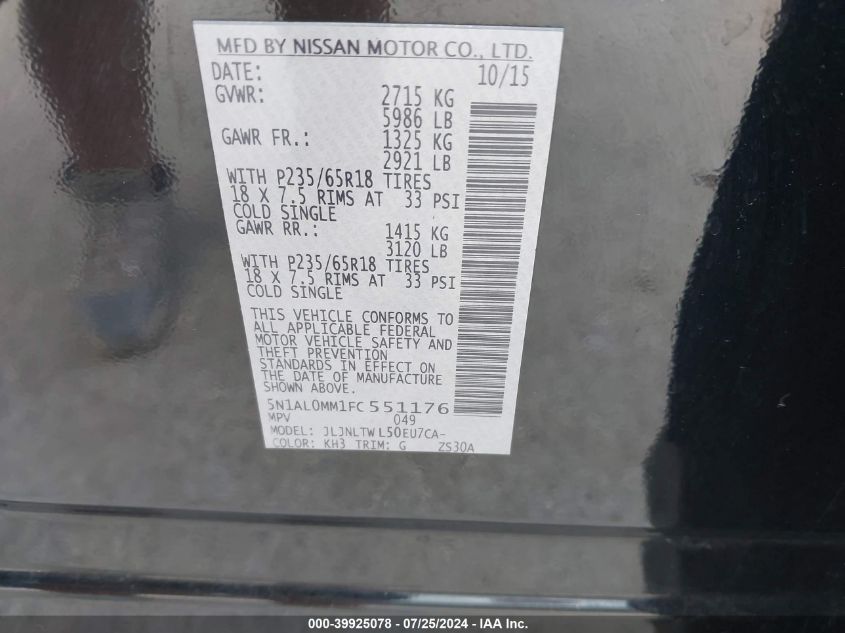 MFD BY NISSAN MOTOR CO., LTD.
DATE: 10/15
GVWR: 2715 KG
5986 LB
GAWR FR.: 1325 KG
2921 LB
WITH P235/65R18 TIRES
18 X 7.5 RIMS AT 33 PSI
COLD SINGLE
GAWR RR.: 1415 KG
3120 LB
WITH P235/65R18 TIRES
18 X 7.5 RIMS AT 33 PSI
COLD SINGLE
THIS VEHICLE CONFORMS TO
ALL APPLICABLE FEDERAL
MOTOR VEHICLE SAFETY AND
THEFT PREVENTION
STANDARDS IN EFFECT ON
THE DATE OF MANUFACTURE
SHOWN ABOVE.
5N1AL0MM1FC551176
MPV 049
MODEL: JLJNLTWL50EU7CA-
COLOR: KH3 TRIM: G ZS30A
000-39925078 - 07/25/2024 - IAA Inc.